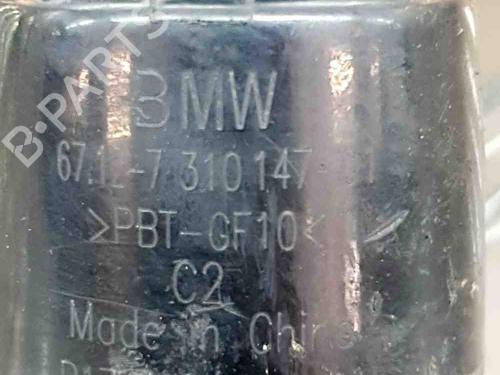 BMW
67.12-7 310 147
>PBT-GF10<
C2
Made in China
B-PARTS